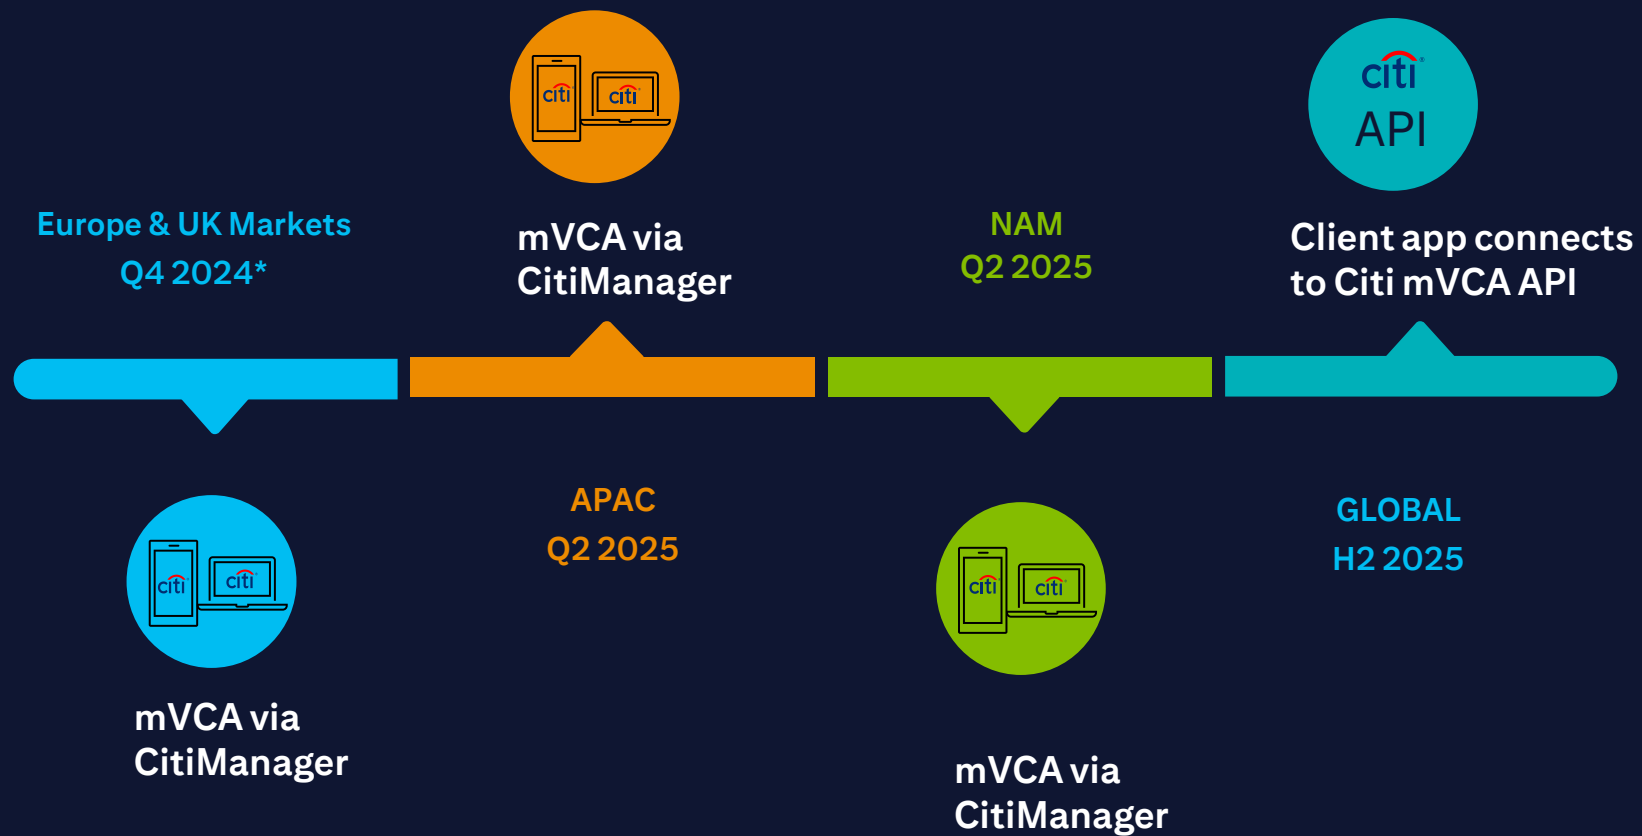 Europe & UK Markets
Q4 2024*
citi
citi
mVCA via
CitiManager
citi
citi
mVCA via
CitiManager
APAC
Q2 2025
NAM
Q2 2025
citi
citi
mVCA via
CitiManager
citi
API
Client app connects
to Citi mVCA API
GLOBAL
H2 2025